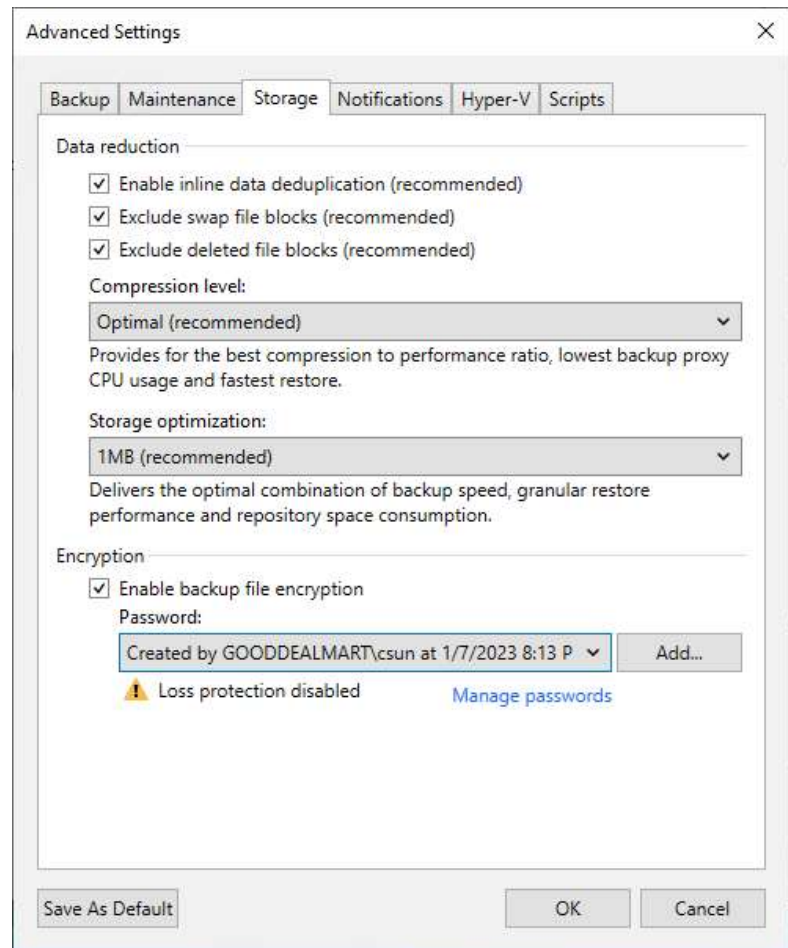 Advanced Settings
Backup Maintenance Storage Notifications Hyper-V Scripts
Data reduction
Enable inline data deduplication (recommended)
Exclude swap file blocks (recommended)
Exclude deleted file blocks (recommended)
Compression level:
Optimal (recommended)
Provides for the best compression to performance ratio, lowest backup proxy
CPU usage and fastest restore.
Storage optimization:
1MB (recommended)
Delivers the optimal combination of backup speed, granular restore
performance and repository space consumption.
Encryption
Enable backup file encryption
Password:
Created by GOODDEALMART\csun at 1/7/2023 8:13 P Add...
Loss protection disabled Manage passwords
Save As Default OK Cancel